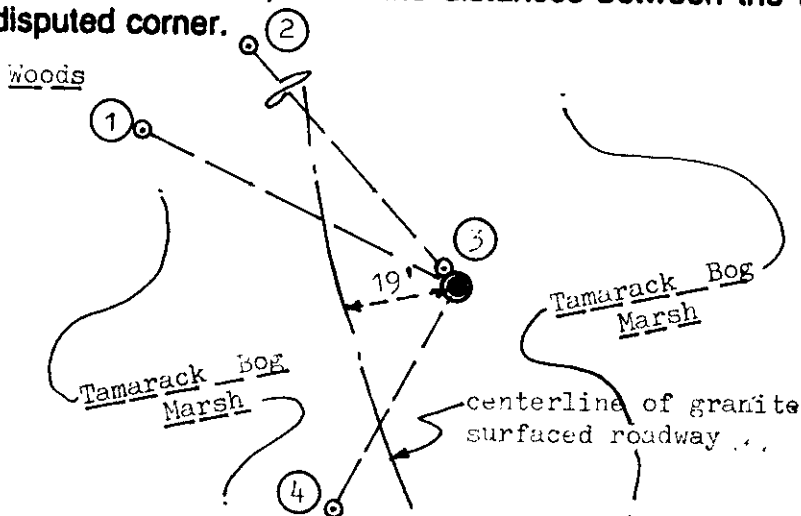 disputed corner.
2
Woods
1
3
19'
Tamarack Bog
Marsh
Tamarack Bog
Marsh
centerline of granite
surfaced roadway
4